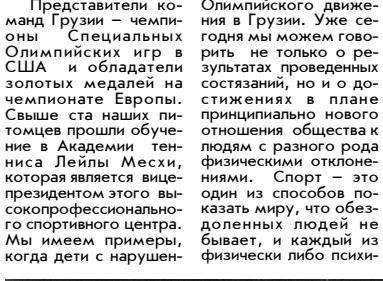 Представители ко-
манд Грузии – чемпи-
оны Специальных
Олимпийских игр в
США и обладатели
золотых медалей на
чемпионате Европы.
Свыше ста наших пи-
томцев прошли обуче-
ние в Академии тен-
ниса Лейлы Месхи,
которая является вице-
президентом этого вы-
сокопрофессионально-
го спортивного центра.
Мы имеем примеры,
когда дети с нарушен-
Олимпийского движе-
ния в Грузии. Уже се-
годня мы можем гово-
рить не только о ре-
зультатах проведенных
состязаний, но и о до-
стижениях в плане
принципиально нового
отношения общества к
людям с разного рода
физическими отклоне-
ниями. Спорт – это
один из способов по-
казать миру, что обез-
доленных людей не
бывает, и каждый из
физически либо психи-